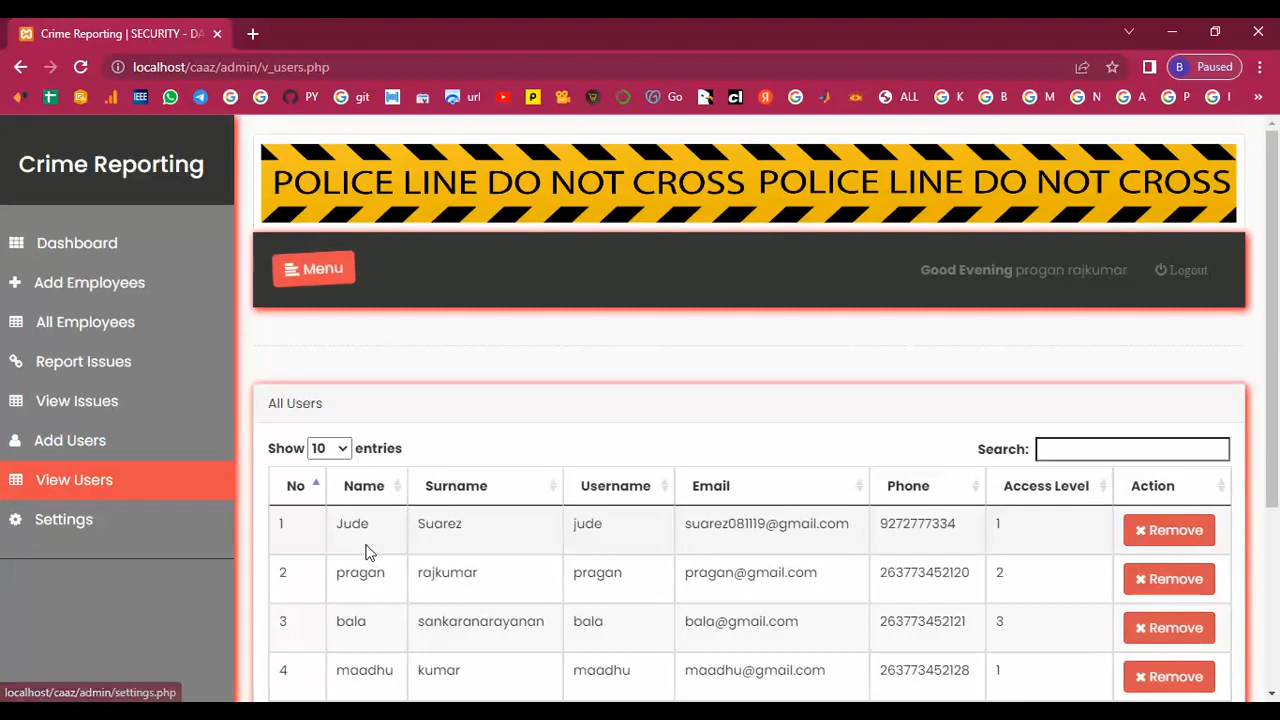 Crime Reporting | SECURITY - DA
localhost/caaz/admin/v_users.php
Paused
B
IEEE PY git url P Go cl ALL K B M N A P I »
Crime Reporting
POLICE LINE DO NOT CROSS POLICE LINE DO NOT CROSS
Menu
Good Evening pragan rajkumar Logout
Dashboard
Add Employees
All Employees
Report Issues
View Issues
Add Users
View Users
Settings
All Users
Show 10 entries Search:
No Name Surname Username Email Phone Access Level Action
1 Jude Suarez jude suarez081119@gmail.com 9272777334 1 Remove
2 pragan rajkumar pragan pragan@gmail.com 263773452120 2 Remove
3 bala sankaranarayanan bala bala@gmail.com 263773452121 3 Remove
4 maadhu kumar maadhu maadhu@gmail.com 263773452128 1 Remove
localhost/caaz/admin/settings.php